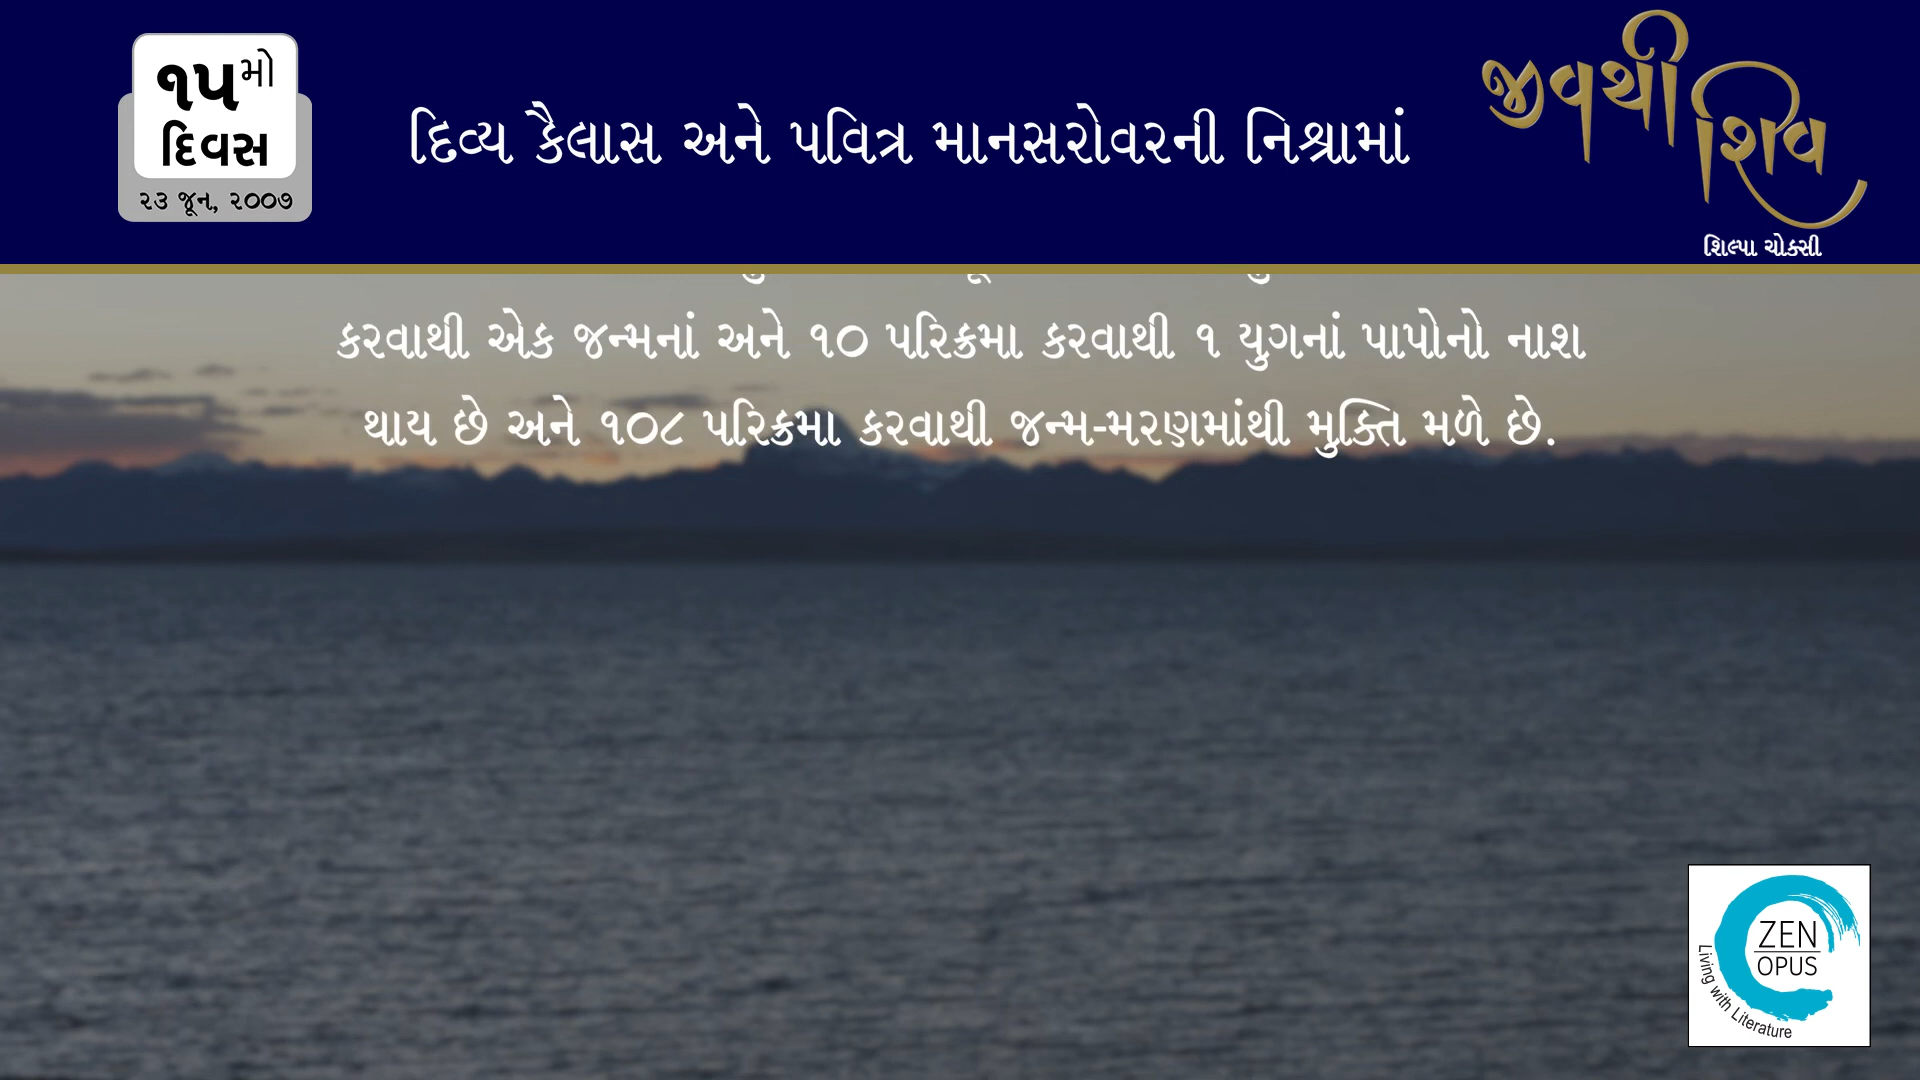 ૧૫મો
દિવસ
૨૩ જૂન, ૨૦૦૭
દિવ્ય કૈલાસ અને પવિત્ર માનસરોવરની નિશ્રામાં
જીવથી
શિવ
શિલ્પા ચોક્સી
કરવાથી એક જન્મનાં અને ૧૦ પરિક્રમા કરવાથી ૧ યુગનાં પાપોનો નાશ
થાય છે અને ૧૦૮ પરિક્રમા કરવાથી જન્મ-મરણમાંથી મુક્તિ મળે છે.
ZEN
OPUS
Living with Literature